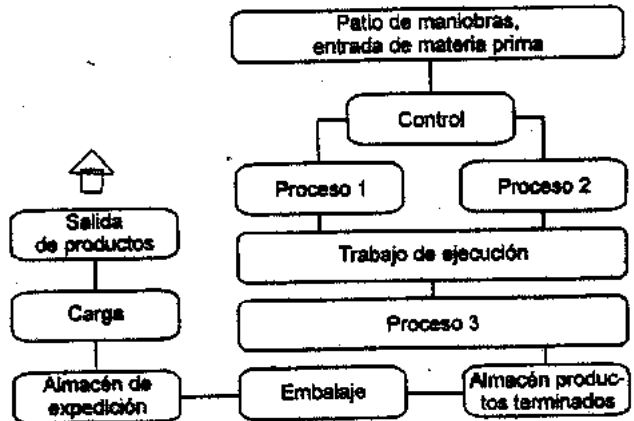 Patio de maniobras,
entrada de materia prima
Control
Proceso 1
Proceso 2
Trabajo de ejecución
Proceso 3
Almacén produc-
tos terminados
Embalaje
Almacén de
expedición
Carga
Salida
de productos